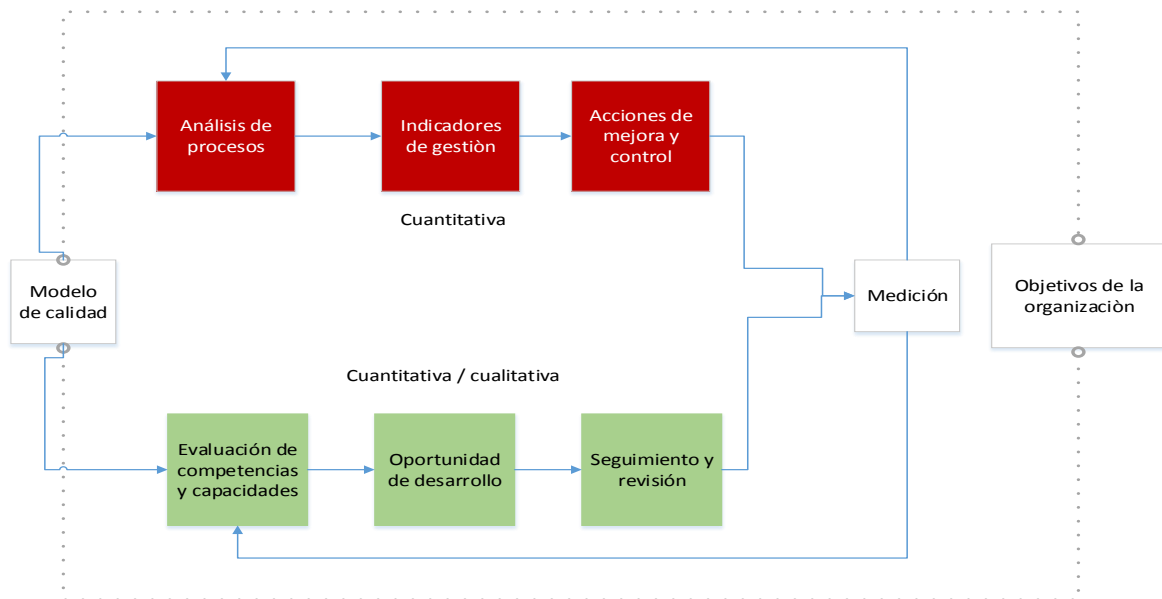 Análisis de
procesos
Indicadores
de gestiòn
Acciones de
mejora y
control
Cuantitativa
Modelo
de calidad
Medición
Objetivos de la
organizaciòn
Cuantitativa / cualitativa
Evaluación de
competencias
y capacidades
Oportunidad
de desarrollo
Seguimiento y
revisión